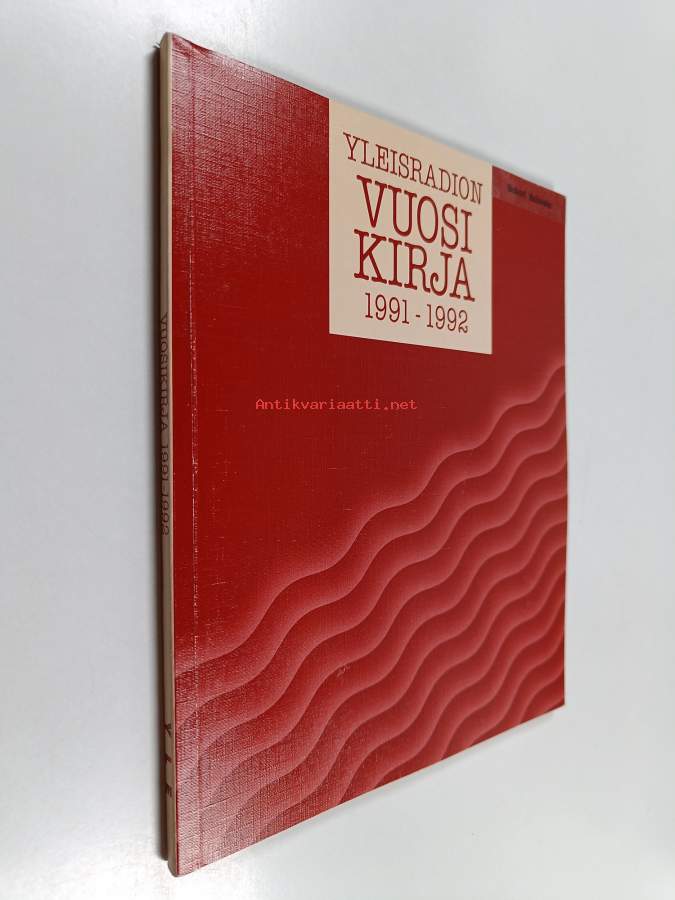 YLEISRADION
VUOSI
KIRJA
1991 - 1992
Antikvariaatti.net
VUOSIKIRJA 1991-1992
YLE